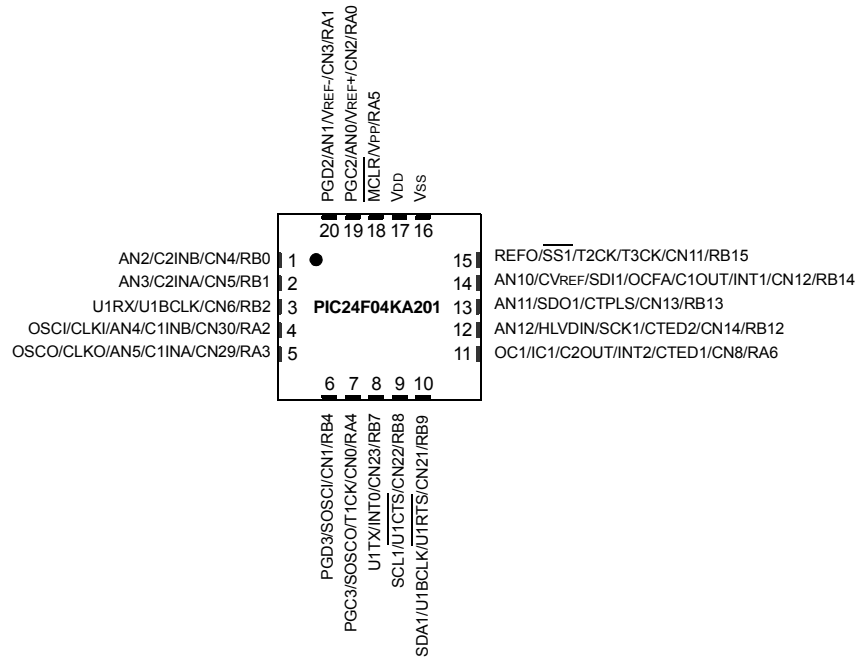 PGD2/AN1/VREF-/CN3/RA1
PGC2/AN0/VREF+/CN2/RA0
MCLR/VPP/RA5
VDD
VSS
20 19 18 17 16
AN2/C2INB/CN4/RB0 1
AN3/C2INA/CN5/RB1 2
U1RX/U1BCLK/CN6/RB2 3
OSCI/CLKI/AN4/C1INB/CN30/RA2 4
OSCO/CLKO/AN5/C1INA/CN29/RA3 5
PIC24F04KA201
15 REFO/SS1/T2CK/T3CK/CN11/RB15
14 AN10/CVREF/SDI1/OCFA/C1OUT/INT1/CN12/RB14
13 AN11/SDO1/CTPLS/CN13/RB13
12 AN12/HLVDIN/SCK1/CTED2/CN14/RB12
11 OC1/IC1/C2OUT/INT2/CTED1/CN8/RA6
6 7 8 9 10
PGD3/SOSCI/CN1/RB4
PGC3/SOSCO/T1CK/CN0/RA4
U1TX/INT0/CN23/RB7
SCL1/U1CTS/CN22/RB8
SDA1/U1BCLK/U1RTS/CN21/RB9